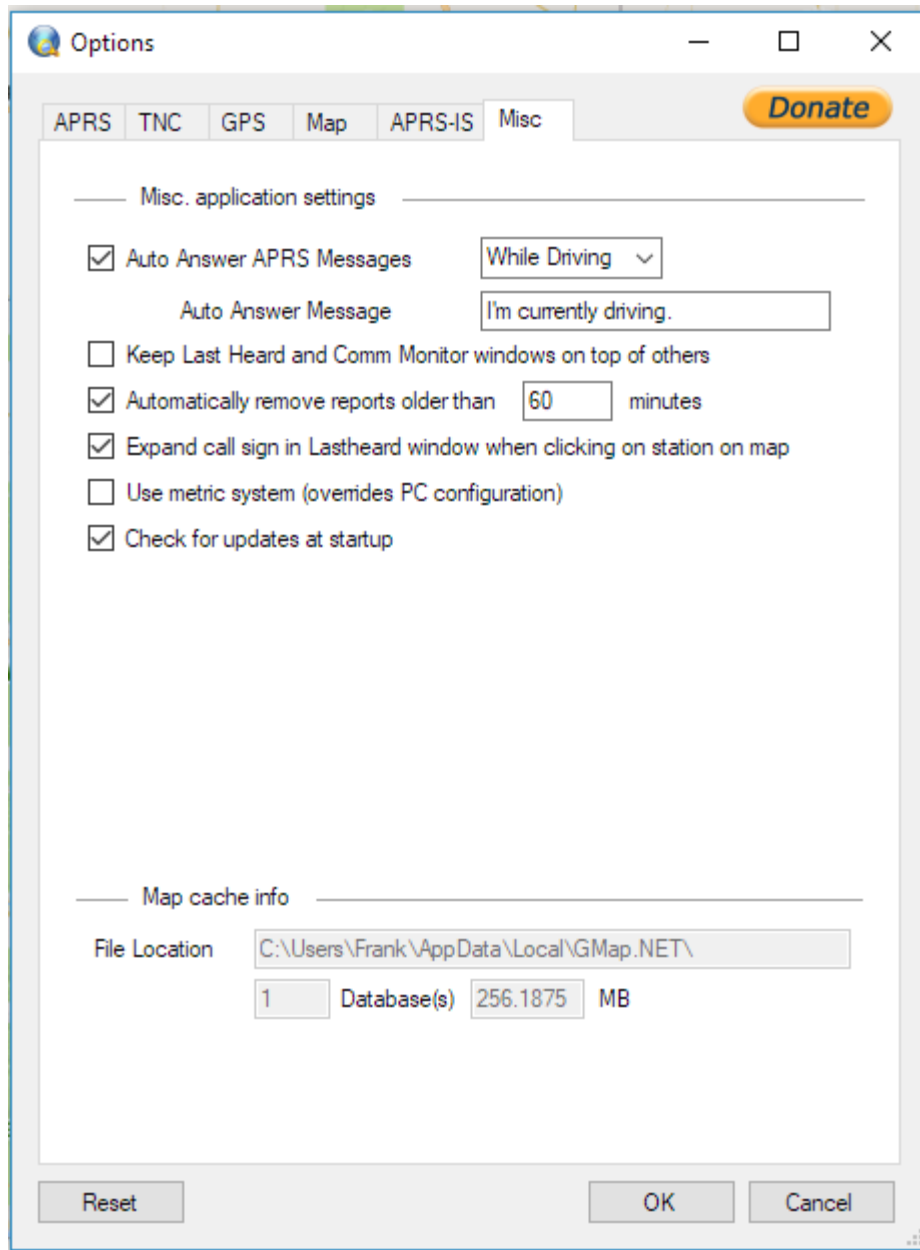 Options
APRS TNC GPS Map APRS-IS Misc Donate
Misc. application settings
Auto Answer APRS Messages While Driving
Auto Answer Message I'm currently driving.
Keep Last Heard and Comm Monitor windows on top of others
Automatically remove reports older than 60 minutes
Expand call sign in Lastheard window when clicking on station on map
Use metric system (overrides PC configuration)
Check for updates at startup
Map cache info
File Location C:\Users\Frank\AppData\Local\GMap.NET\
1 Database(s) 256.1875 MB
Reset OK Cancel